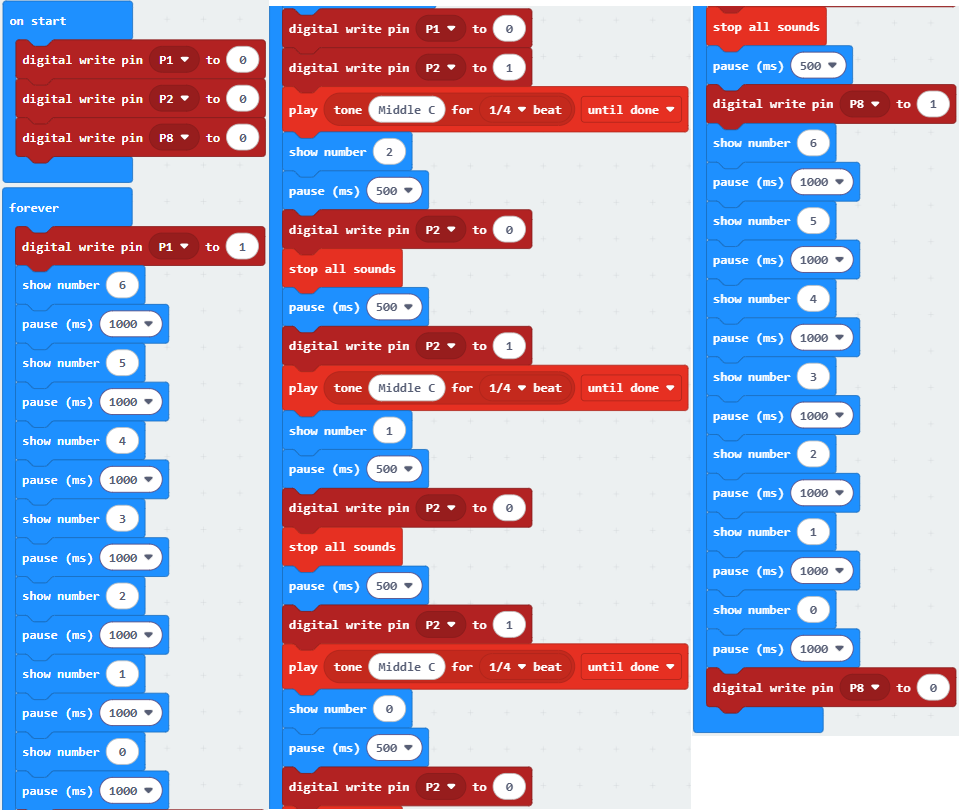 on start
digital write pin P1 to 0
digital write pin P2 to 0
digital write pin P8 to 0
forever
digital write pin P1 to 1
show number 6
pause (ms) 1000
show number 5
pause (ms) 1000
show number 4
pause (ms) 1000
show number 3
pause (ms) 1000
show number 2
pause (ms) 1000
show number 1
pause (ms) 1000
show number 0
pause (ms) 1000
digital write pin P1 to 0
digital write pin P2 to 1
play tone Middle C for 1/4 beat until done
show number 2
pause (ms) 500
digital write pin P2 to 0
stop all sounds
pause (ms) 500
digital write pin P2 to 1
play tone Middle C for 1/4 beat until done
show number 1
pause (ms) 500
digital write pin P2 to 0
stop all sounds
pause (ms) 500
digital write pin P2 to 1
play tone Middle C for 1/4 beat until done
show number 0
pause (ms) 500
digital write pin P2 to 0
stop all sounds
pause (ms) 500
digital write pin P8 to 1
show number 6
pause (ms) 1000
show number 5
pause (ms) 1000
show number 4
pause (ms) 1000
show number 3
pause (ms) 1000
show number 2
pause (ms) 1000
show number 1
pause (ms) 1000
show number 0
pause (ms) 1000
digital write pin P8 to 0